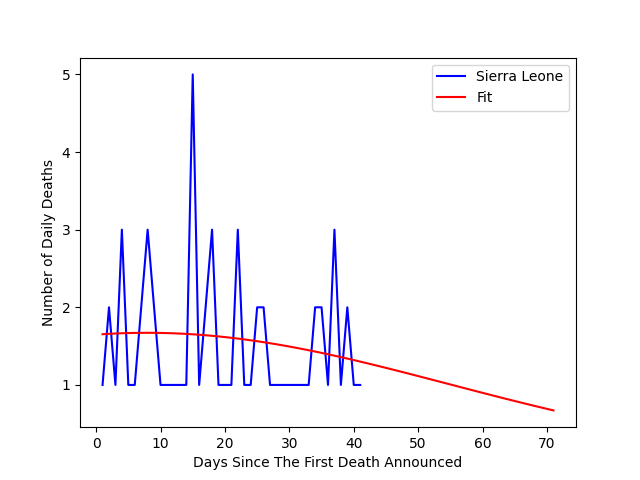 Sierra Leone
Fit
5
4
3
2
1
Number of Daily Deaths
0 10 20 30 40 50 60 70
Days Since The First Death Announced